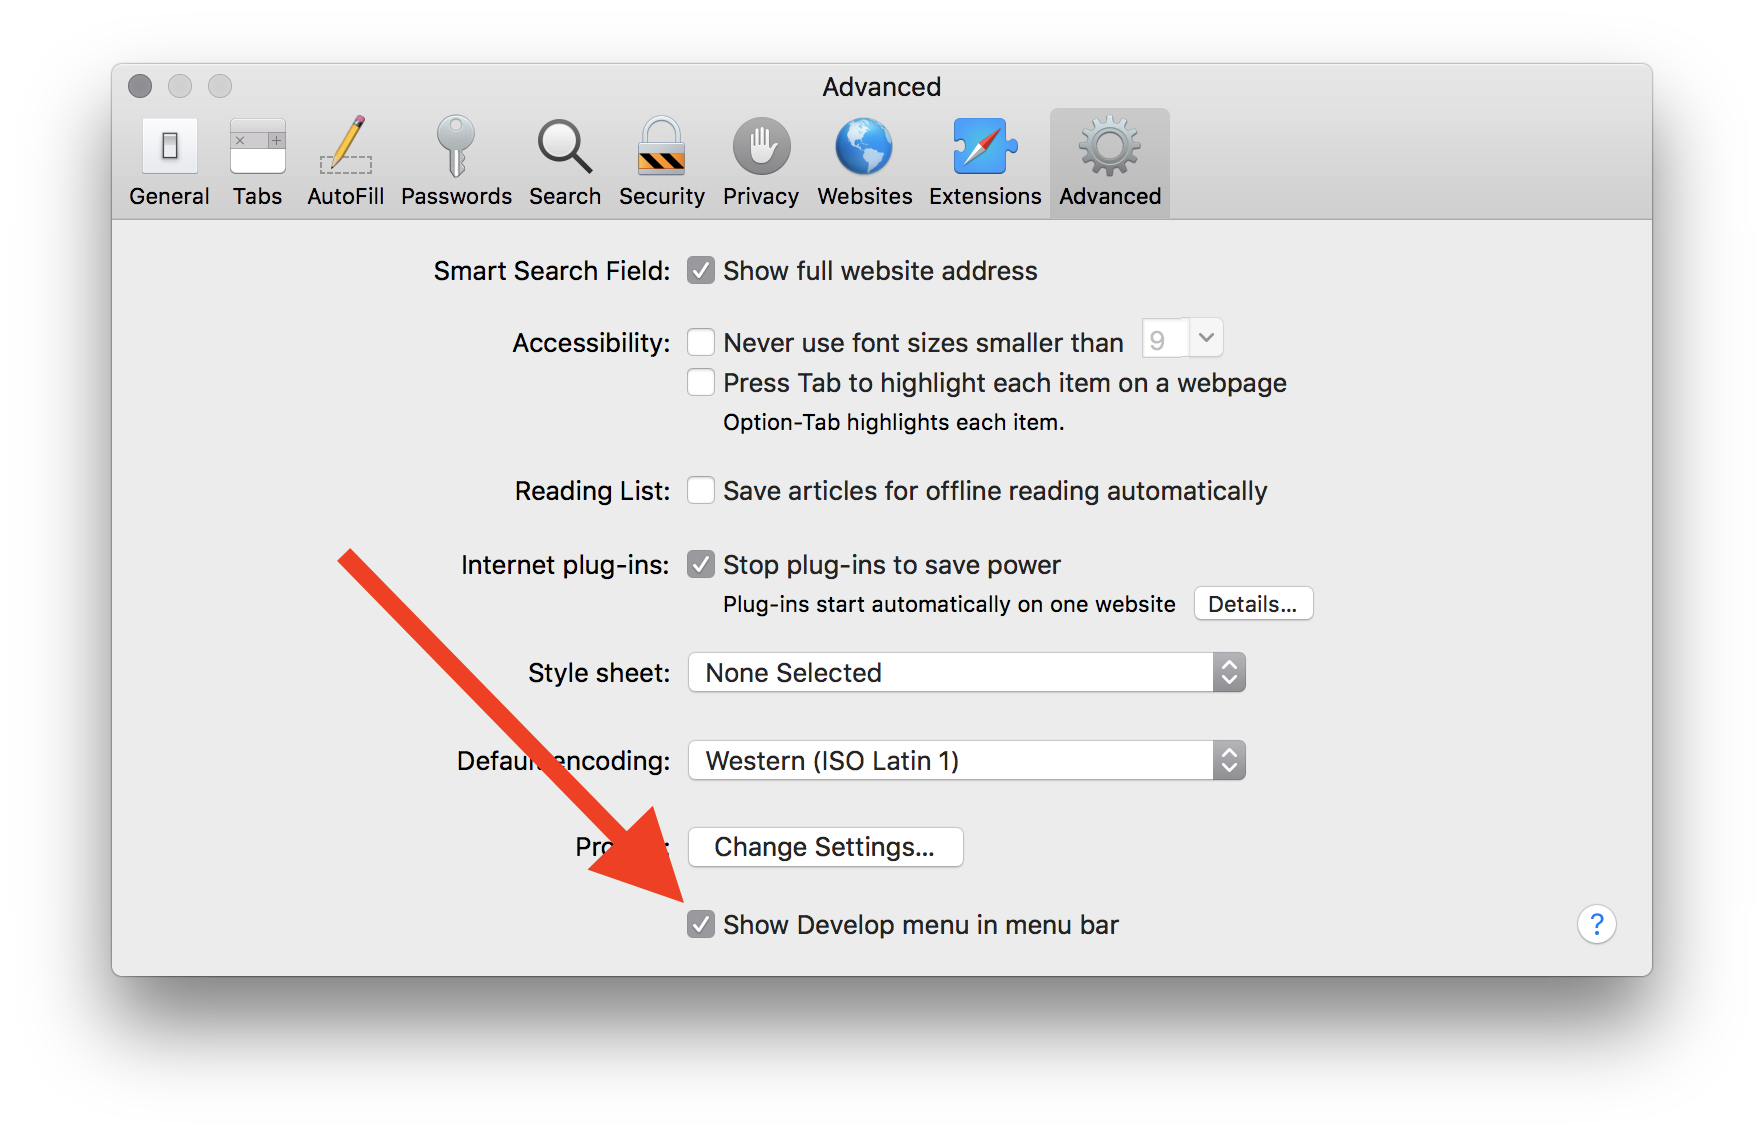 Advanced
General Tabs AutoFill Passwords Search Security Privacy Websites Extensions Advanced
Smart Search Field: Show full website address
Accessibility: Never use font sizes smaller than 9
Press Tab to highlight each item on a webpage
Option-Tab highlights each item.
Reading List: Save articles for offline reading automatically
Internet plug-ins: Stop plug-ins to save power
Plug-ins start automatically on one website Details...
Style sheet: None Selected
Default encoding: Western (ISO Latin 1)
Change Settings...
Show Develop menu in menu bar
?